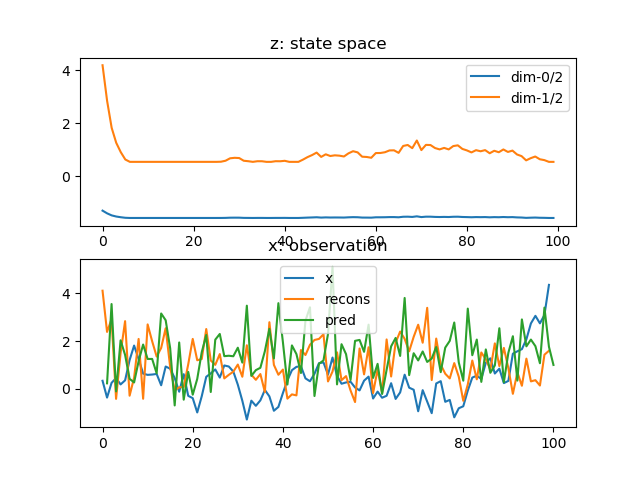 z: state space
4
2
0
dim-0/2
dim-1/2
0 20 40 60 80 100
x: observation
4
2
0
x
recons
pred
0 20 40 60 80 100